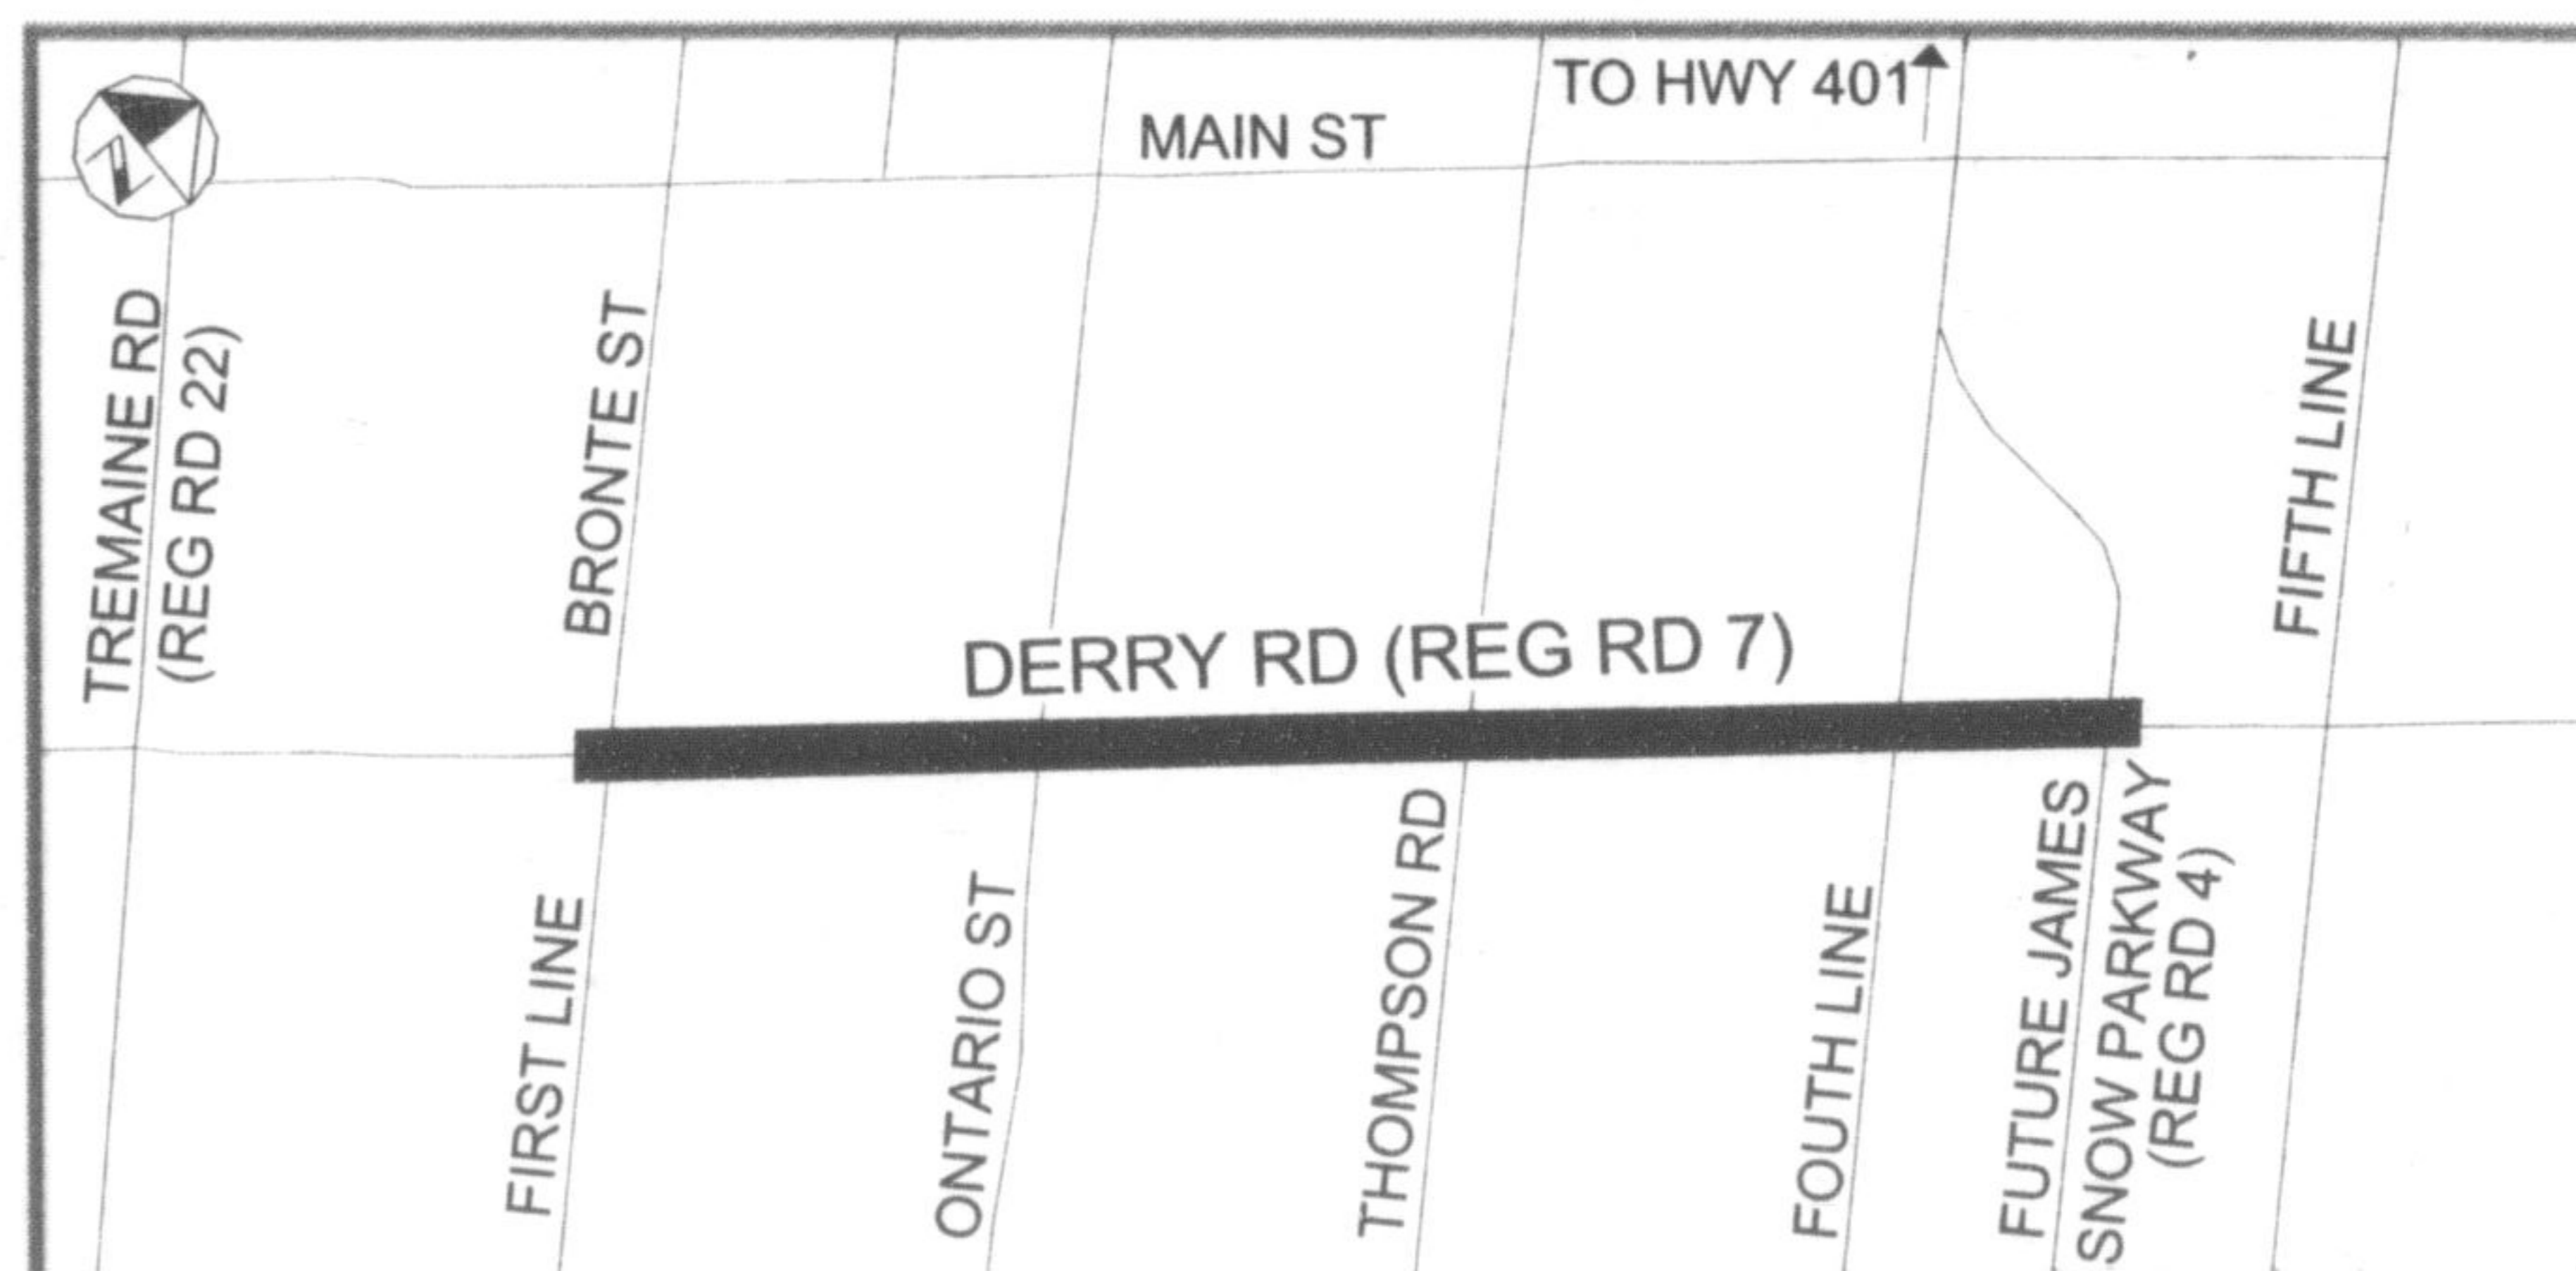 TO HWY 401
MAIN ST
N
TREMAINE RD
(REG RD 22)
BRONTE ST
FIFTH LINE
DERRY RD (REG RD 7)
FIRST LINE
ONTARIO ST
THOMPSON RD
FOUTH LINE
FUTURE JAMES
SNOW PARKWAY
(REG RD 4)